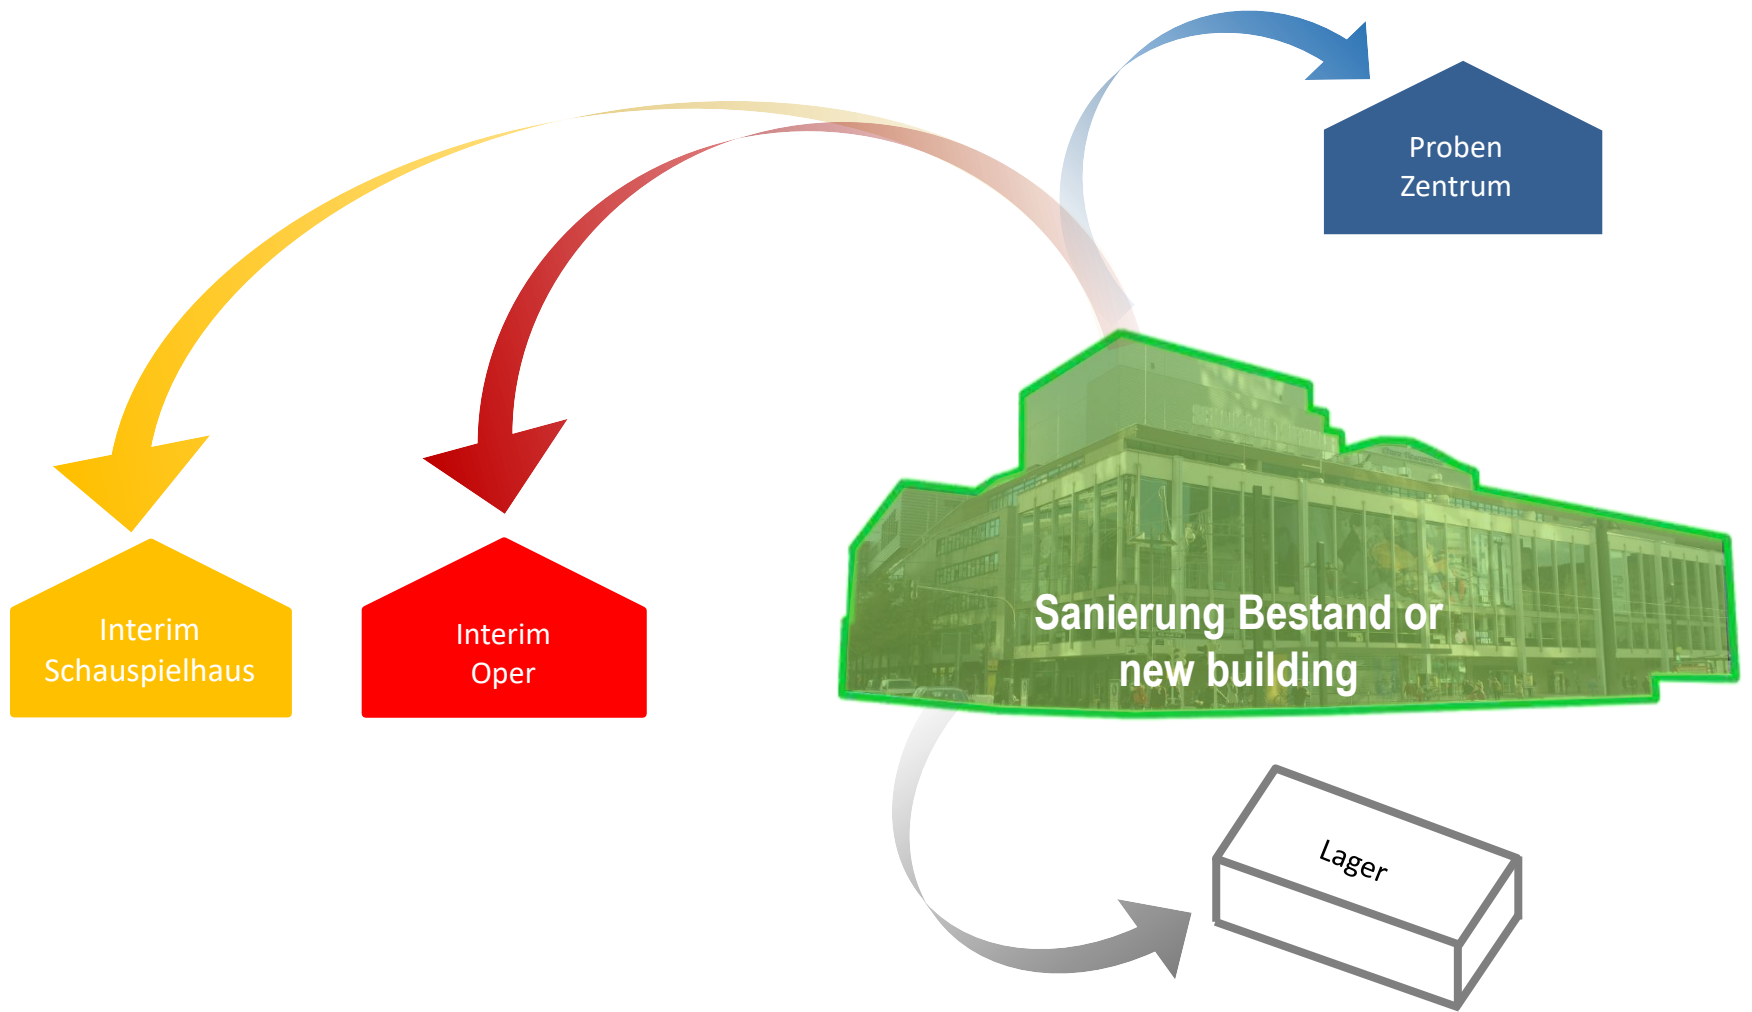 Proben
Zentrum
Interim
Schauspielhaus
Interim
Oper
Sanierung Bestand or
new building
Lager